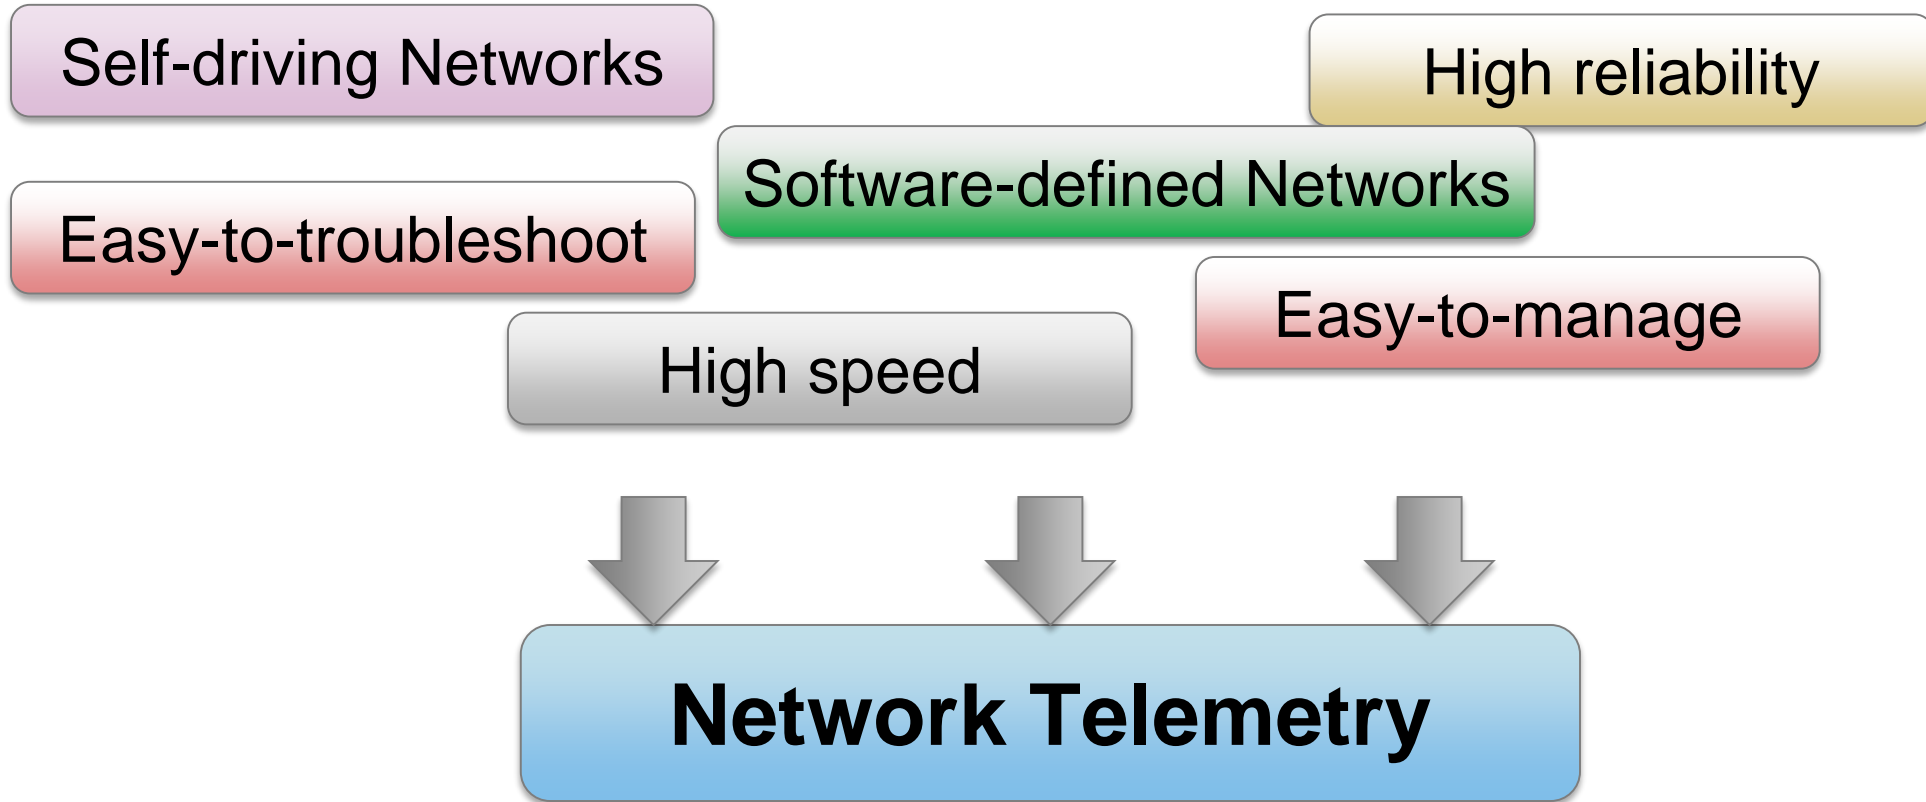 Self-driving Networks
High reliability
Software-defined Networks
Easy-to-troubleshoot
Easy-to-manage
High speed
Network Telemetry